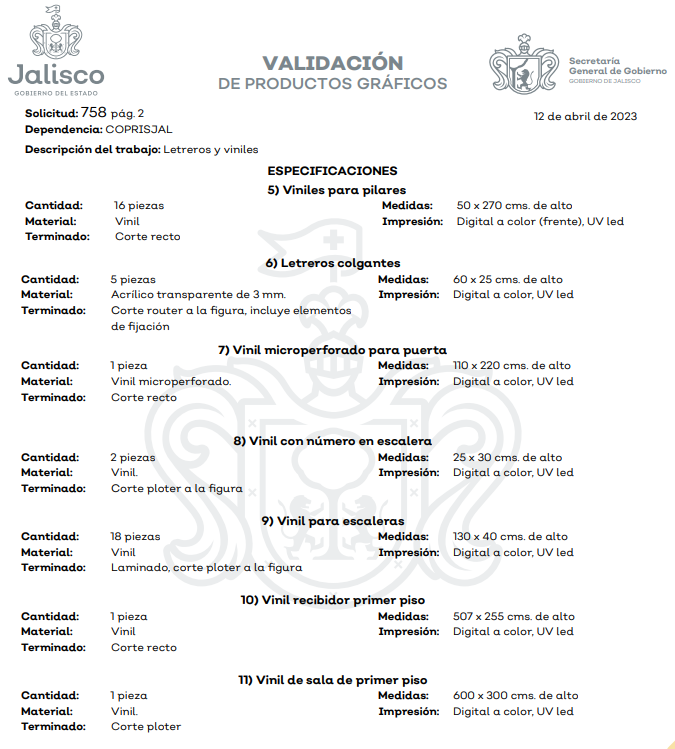 Jalisco
GOBIERNO DEL ESTADO
VALIDACIÓN
DE PRODUCTOS GRÁFICOS
Secretaría
General de Gobierno
GOBIERNO DE JALISCO
Solicitud: 758 pág. 2
12 de abril de 2023
Dependencia: COPRISJAL
Descripción del trabajo: Letreros y viniles
ESPECIFICACIONES
5) Viniles para pilares
Cantidad: 16 piezas Medidas: 50 x 270 cms. de alto
Material: Vinil Impresión: Digital a color (frente), UV led
Terminado: Corte recto
6) Letreros colgantes
Cantidad: 5 piezas Medidas: 60 x 25 cms. de alto
Material: Acrílico transparente de 3 mm. Impresión: Digital a color, UV led
Terminado: Corte router a la figura, incluye elementos
de fijación
7) Vinil microperforado para puerta
Cantidad: 1 pieza Medidas: 110 x 220 cms. de alto
Material: Vinil microperforado. Impresión: Digital a color, UV led
Terminado: Corte recto
8) Vinil con número en escalera
Cantidad: 2 piezas Medidas: 25 x 30 cms. de alto
Material: Vinil. Impresión: Digital a color, UV led
Terminado: Corte ploter a la figura
9) Vinil para escaleras
Cantidad: 18 piezas Medidas: 130 x 40 cms. de alto
Material: Vinil Impresión: Digital a color, UV led
Terminado: Laminado, corte ploter a la figura
10) Vinil recibidor primer piso
Cantidad: 1 pieza Medidas: 507 x 255 cms. de alto
Material: Vinil Impresión: Digital a color, UV led
Terminado: Corte recto
11) Vinil de sala de primer piso
Cantidad: 1 pieza Medidas: 600 x 300 cms. de alto
Material: Vinil. Impresión: Digital a color, UV led
Terminado: Corte ploter